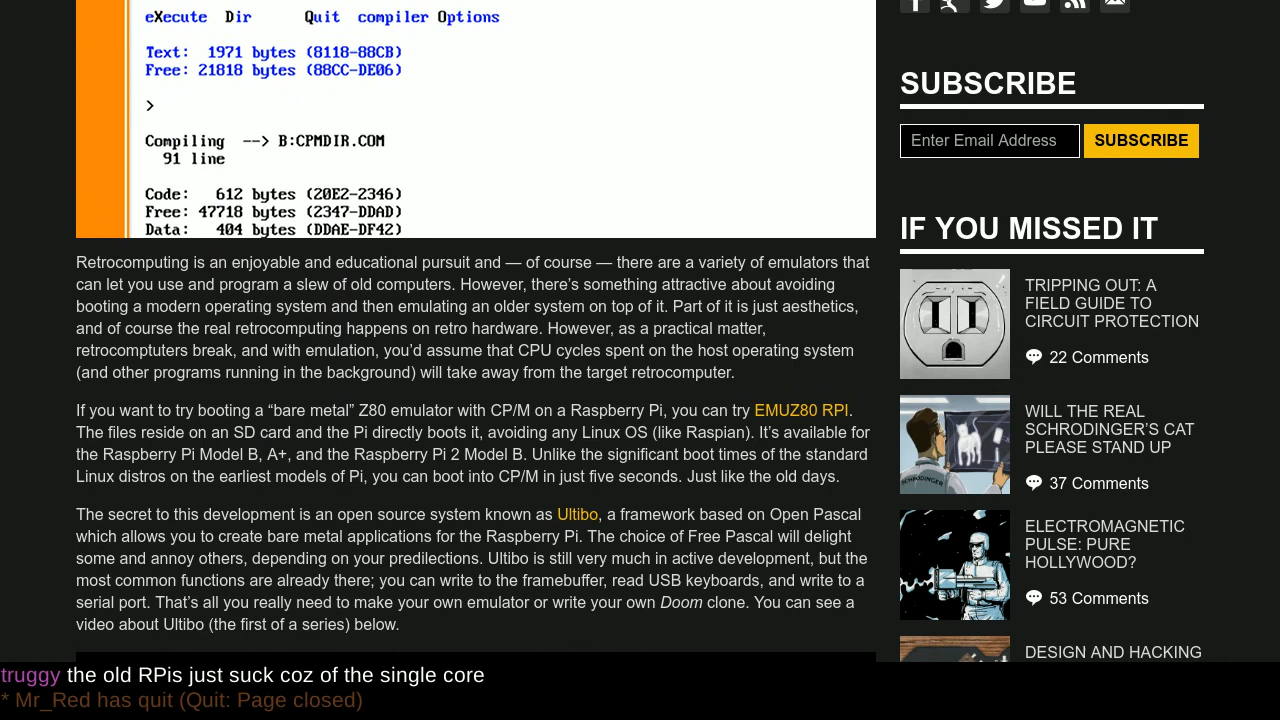 eXecute Dir Quit compiler Options
Text: 1971 bytes (8118-88CB)
Free: 21818 bytes (88CC-DE06)
>
Compiling --> B:CPMDIR.COM
91 line
Code: 612 bytes (20E2-2346)
Free: 47718 bytes (2347-DDAD)
Data: 404 bytes (DDAE-DF42)
Retrocomputing is an enjoyable and educational pursuit and — of course — there are a variety of emulators that
can let you use and program a slew of old computers. However, there’s something attractive about avoiding
booting a modern operating system and then emulating an older system on top of it. Part of it is just aesthetics,
and of course the real retrocomputing happens on retro hardware. However, as a practical matter,
retrocomptuters break, and with emulation, you’d assume that CPU cycles spent on the host operating system
(and other programs running in the background) will take away from the target retrocomputer.
If you want to try booting a “bare metal” Z80 emulator with CP/M on a Raspberry Pi, you can try EMUZ80 RPI.
The files reside on an SD card and the Pi directly boots it, avoiding any Linux OS (like Raspian). It’s available for
the Raspberry Pi Model B, A+, and the Raspberry Pi 2 Model B. Unlike the significant boot times of the standard
Linux distros on the earliest models of Pi, you can boot into CP/M in just five seconds. Just like the old days.
The secret to this development is an open source system known as Ultibo, a framework based on Open Pascal
which allows you to create bare metal applications for the Raspberry Pi. The choice of Free Pascal will delight
some and annoy others, depending on your predilections. Ultibo is still very much in active development, but the
most common functions are already there; you can write to the framebuffer, read USB keyboards, and write to a
serial port. That’s all you really need to make your own emulator or write your own Doom clone. You can see a
video about Ultibo (the first of a series) below.
SUBSCRIBE
Enter Email Address SUBSCRIBE
IF YOU MISSED IT
TRIPPING OUT: A
FIELD GUIDE TO
CIRCUIT PROTECTION
22 Comments
SCHRODINGER
WILL THE REAL
SCHRODINGER’S CAT
PLEASE STAND UP
37 Comments
ELECTROMAGNETIC
PULSE: PURE
HOLLYWOOD?
53 Comments
DESIGN AND HACKING
truggy the old RPis just suck coz of the single core
* Mr_Red has quit (Quit: Page closed)